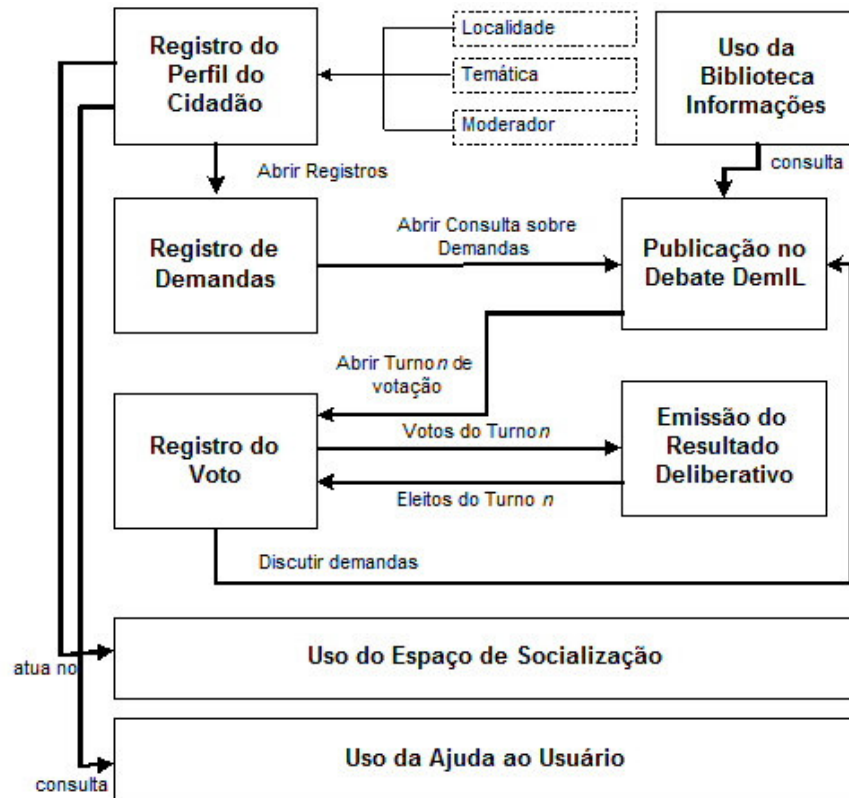 Registro do
Perfil do
Cidadão
Localidade
Temática
Moderador
Uso da
Biblioteca
Informações
Abrir Registros
consulta
Registro de
Demandas
Abrir Consulta sobre
Demandas
Publicação no
Debate DemIL
Abrir Turno n de
votação
Registro do
Voto
Votos do Turno n
Eleitos do Turno n
Emissão do
Resultado
Deliberativo
Discutir demandas
atua no
Uso do Espaço de Socialização
consulta
Uso da Ajuda ao Usuário